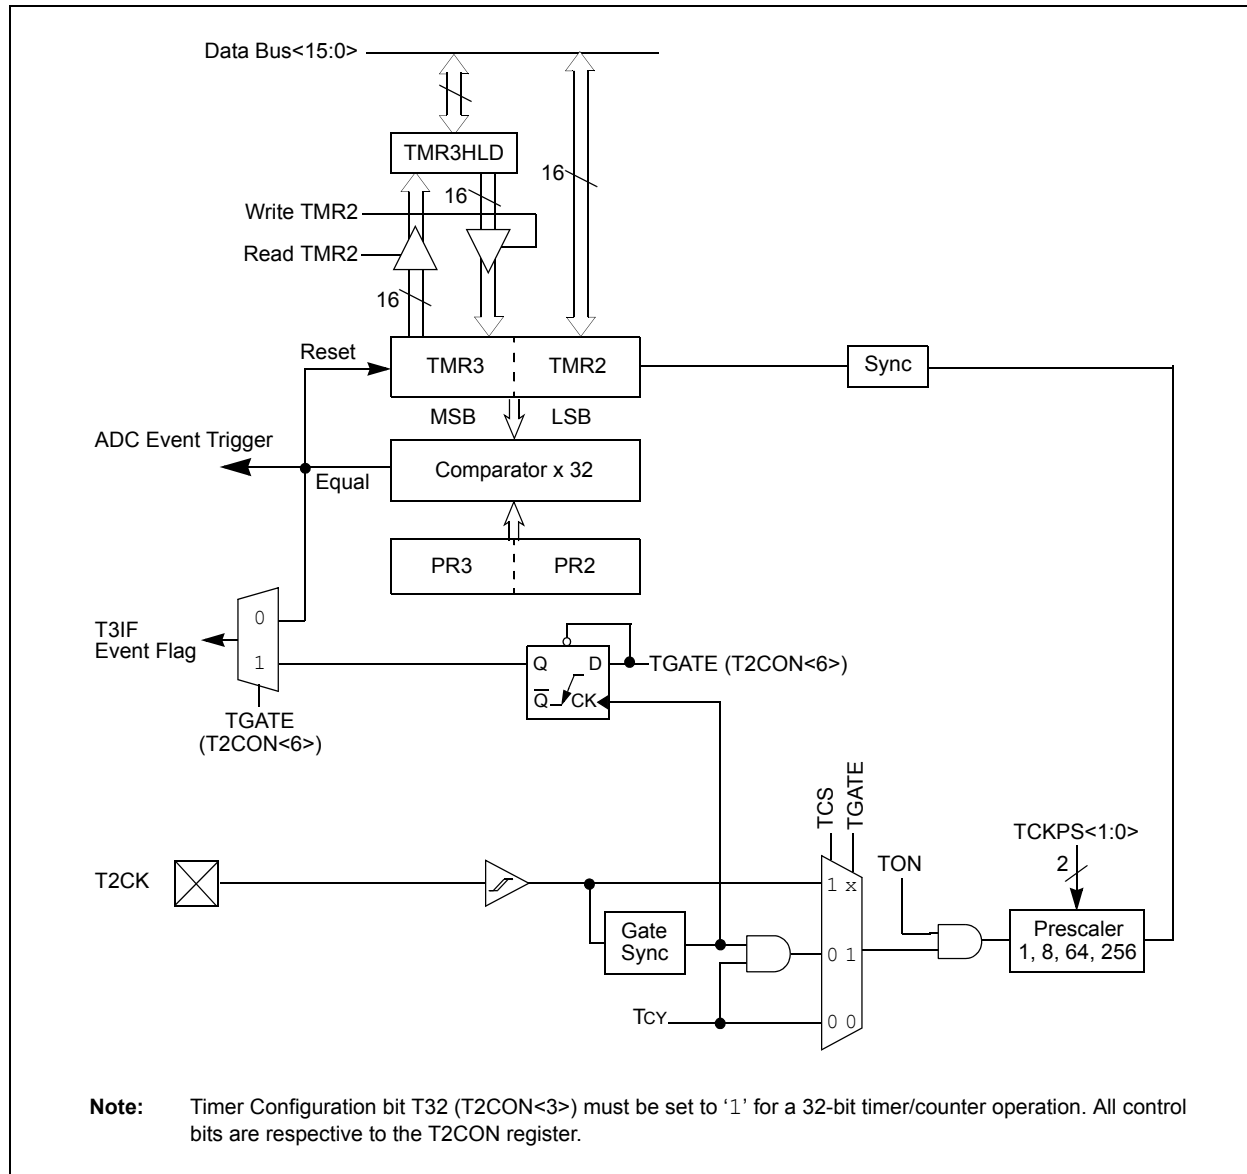 Data Bus<15:0>
TMR3HLD
16
16
Write TMR2
Read TMR2
16
Reset
TMR3
TMR2
Sync
MSB
LSB
ADC Event Trigger
Equal
Comparator x 32
PR3
PR2
0
T3IF
Event Flag
1
Q
D
TGATE (T2CON<6>)
Q
CK
TGATE
(T2CON<6>)
TCS
TGATE
TCKPS<1:0>
2
TON
T2CK
1 x
Gate
Sync
0 1
Prescaler
1, 8, 64, 256
TCY
0 0
Note: Timer Configuration bit T32 (T2CON<3>) must be set to ‘1’ for a 32-bit timer/counter operation. All control
bits are respective to the T2CON register.